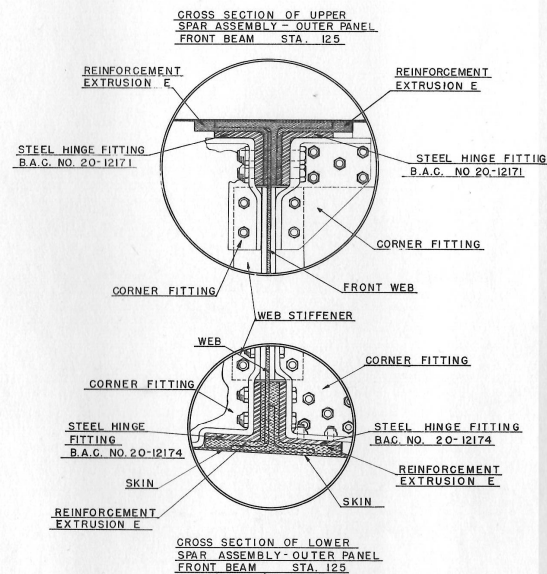 CROSS SECTION OF UPPER
SPAR ASSEMBLY - OUTER PANEL
FRONT BEAM STA. 125
REINFORCEMENT
EXTRUSION E
REINFORCEMENT
EXTRUSION E
STEEL HINGE FITTING
B.A.C. NO. 20-12171
STEEL HINGE FITTIG
B.A.C. NO 20-12171
CORNER FITTING
CORNER FITTING
FRONT WEB
WEB STIFFENER
WEB
CORNER FITTING
CORNER FITTING
STEEL HINGE
FITTING
B.A.C. NO. 20-12174
STEEL HINGE FITTING
B.A.C. NO. 20-12174
SKIN
REINFORCEMENT
EXTRUSION E
SKIN
REINFORCEMENT
EXTRUSION E
CROSS SECTION OF LOWER
SPAR ASSEMBLY - OUTER PANEL
FRONT BEAM STA. 125